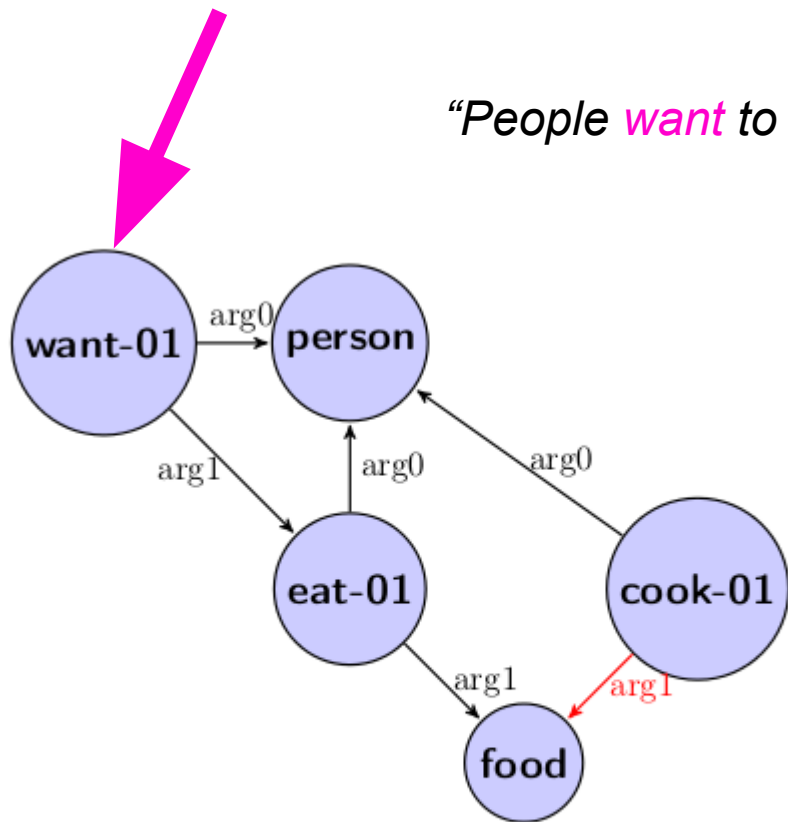 “People want to
arg0
want-01
person
arg1
arg0
arg0
eat-01
cook-01
arg1
arg1
food